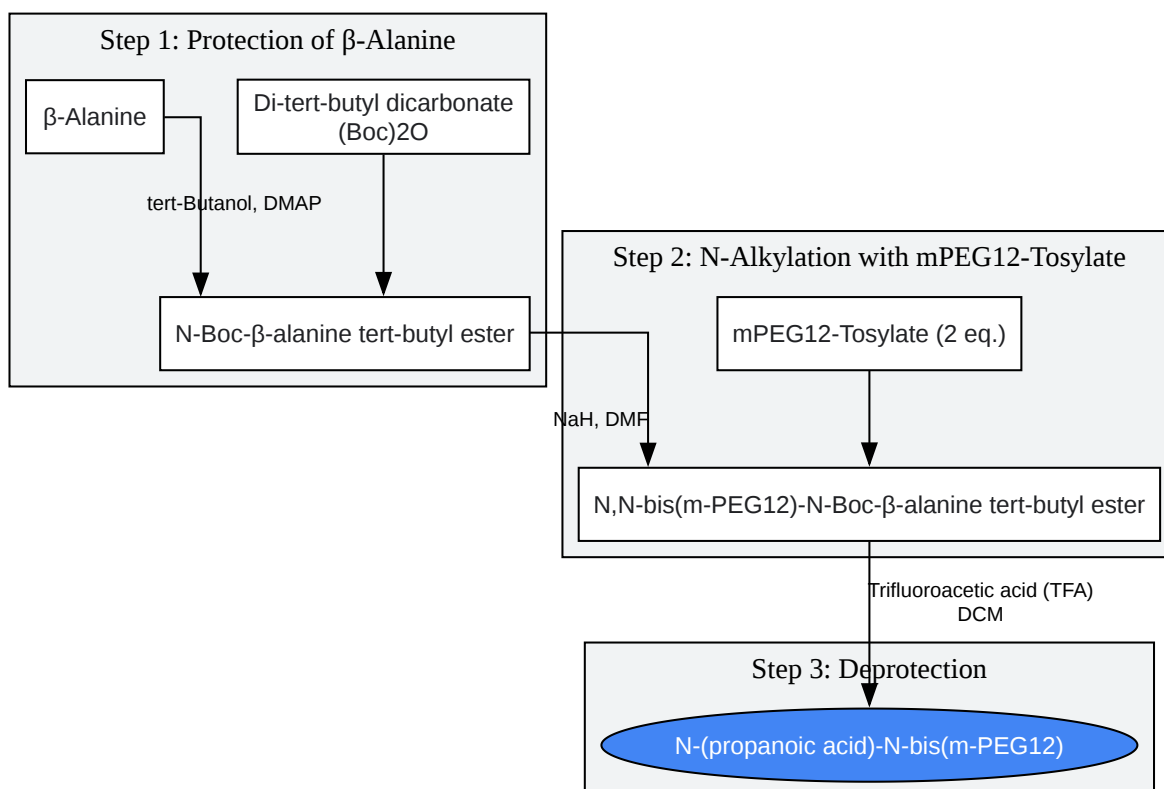 Step 1: Protection of β-Alanine
β-Alanine
Di-tert-butyl dicarbonate
(Boc)2O
tert-Butanol, DMAP
N-Boc-β-alanine tert-butyl ester
Step 2: N-Alkylation with mPEG12-Tosylate
mPEG12-Tosylate (2 eq.)
NaH, DMF
N,N-bis(m-PEG12)-N-Boc-β-alanine tert-butyl ester
Trifluoroacetic acid (TFA)
DCM
Step 3: Deprotection
N-(propanoic acid)-N-bis(m-PEG12)